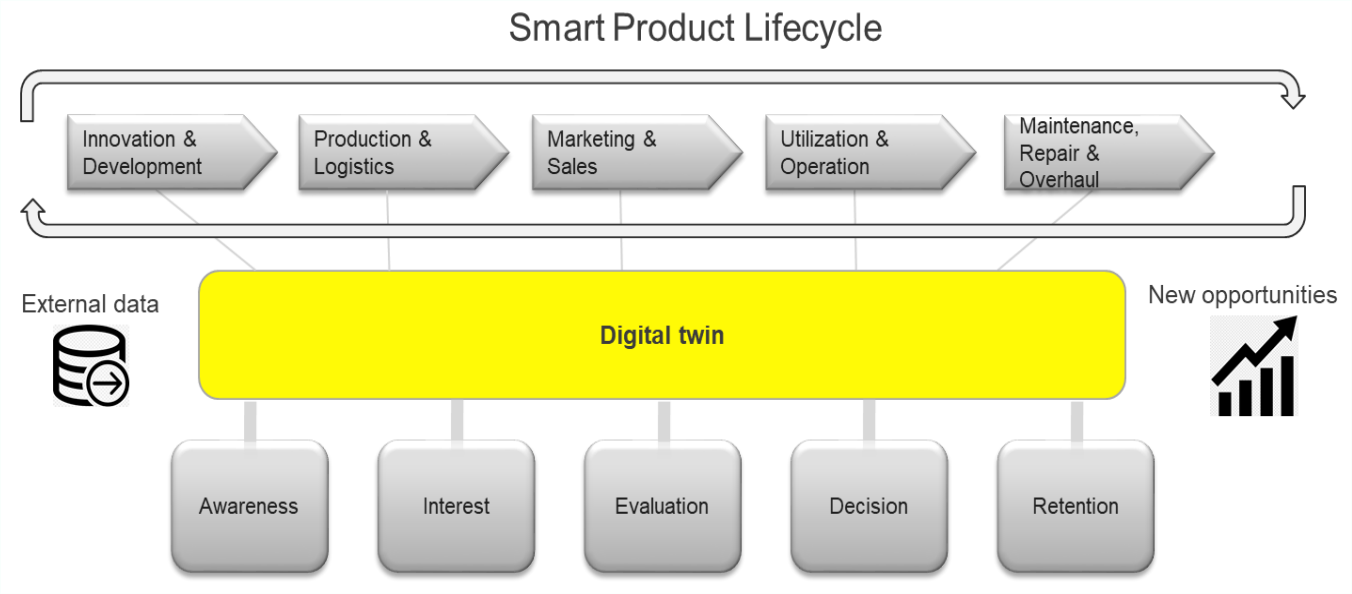 Smart Product Lifecycle
Innovation &
Development
Production &
Logistics
Marketing &
Sales
Utilization &
Operation
Maintenance,
Repair &
Overhaul
External data
Digital twin
New opportunities
Awareness
Interest
Evaluation
Decision
Retention